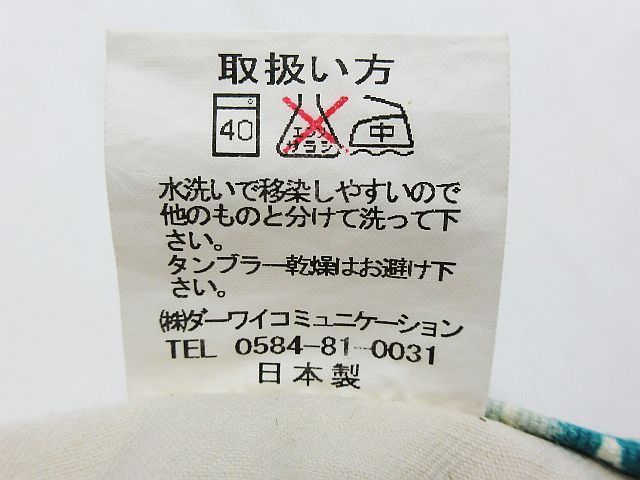 取扱い方
40 エンソサラシ 中
水洗いで移染しやすいので
他のものと分けて洗って下
さい。
タンブラー乾燥はお避け下
さい。
㈱ダーワイコミュニケーション
TEL 0584-81-0031
日本製